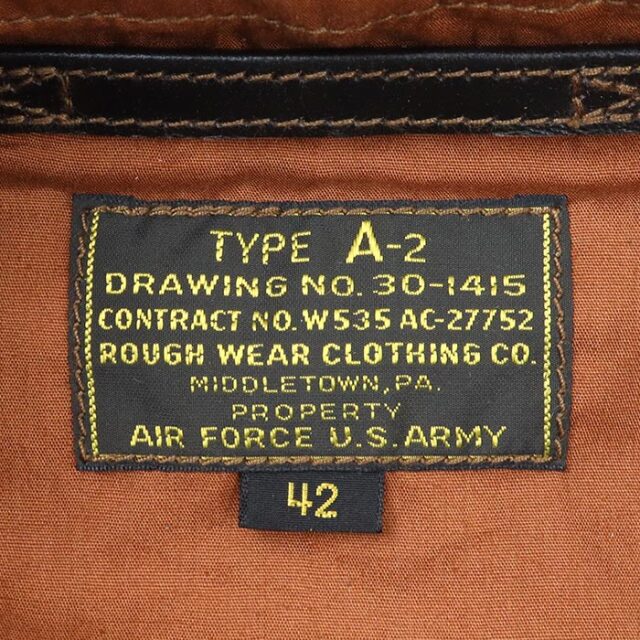 TYPE A-2
DRAWING NO. 30-1415
CONTRACT NO. W535 AC-27752
ROUGH WEAR CLOTHING CO.
MIDDLETOWN, PA.
PROPERTY
AIR FORCE U.S. ARMY
42